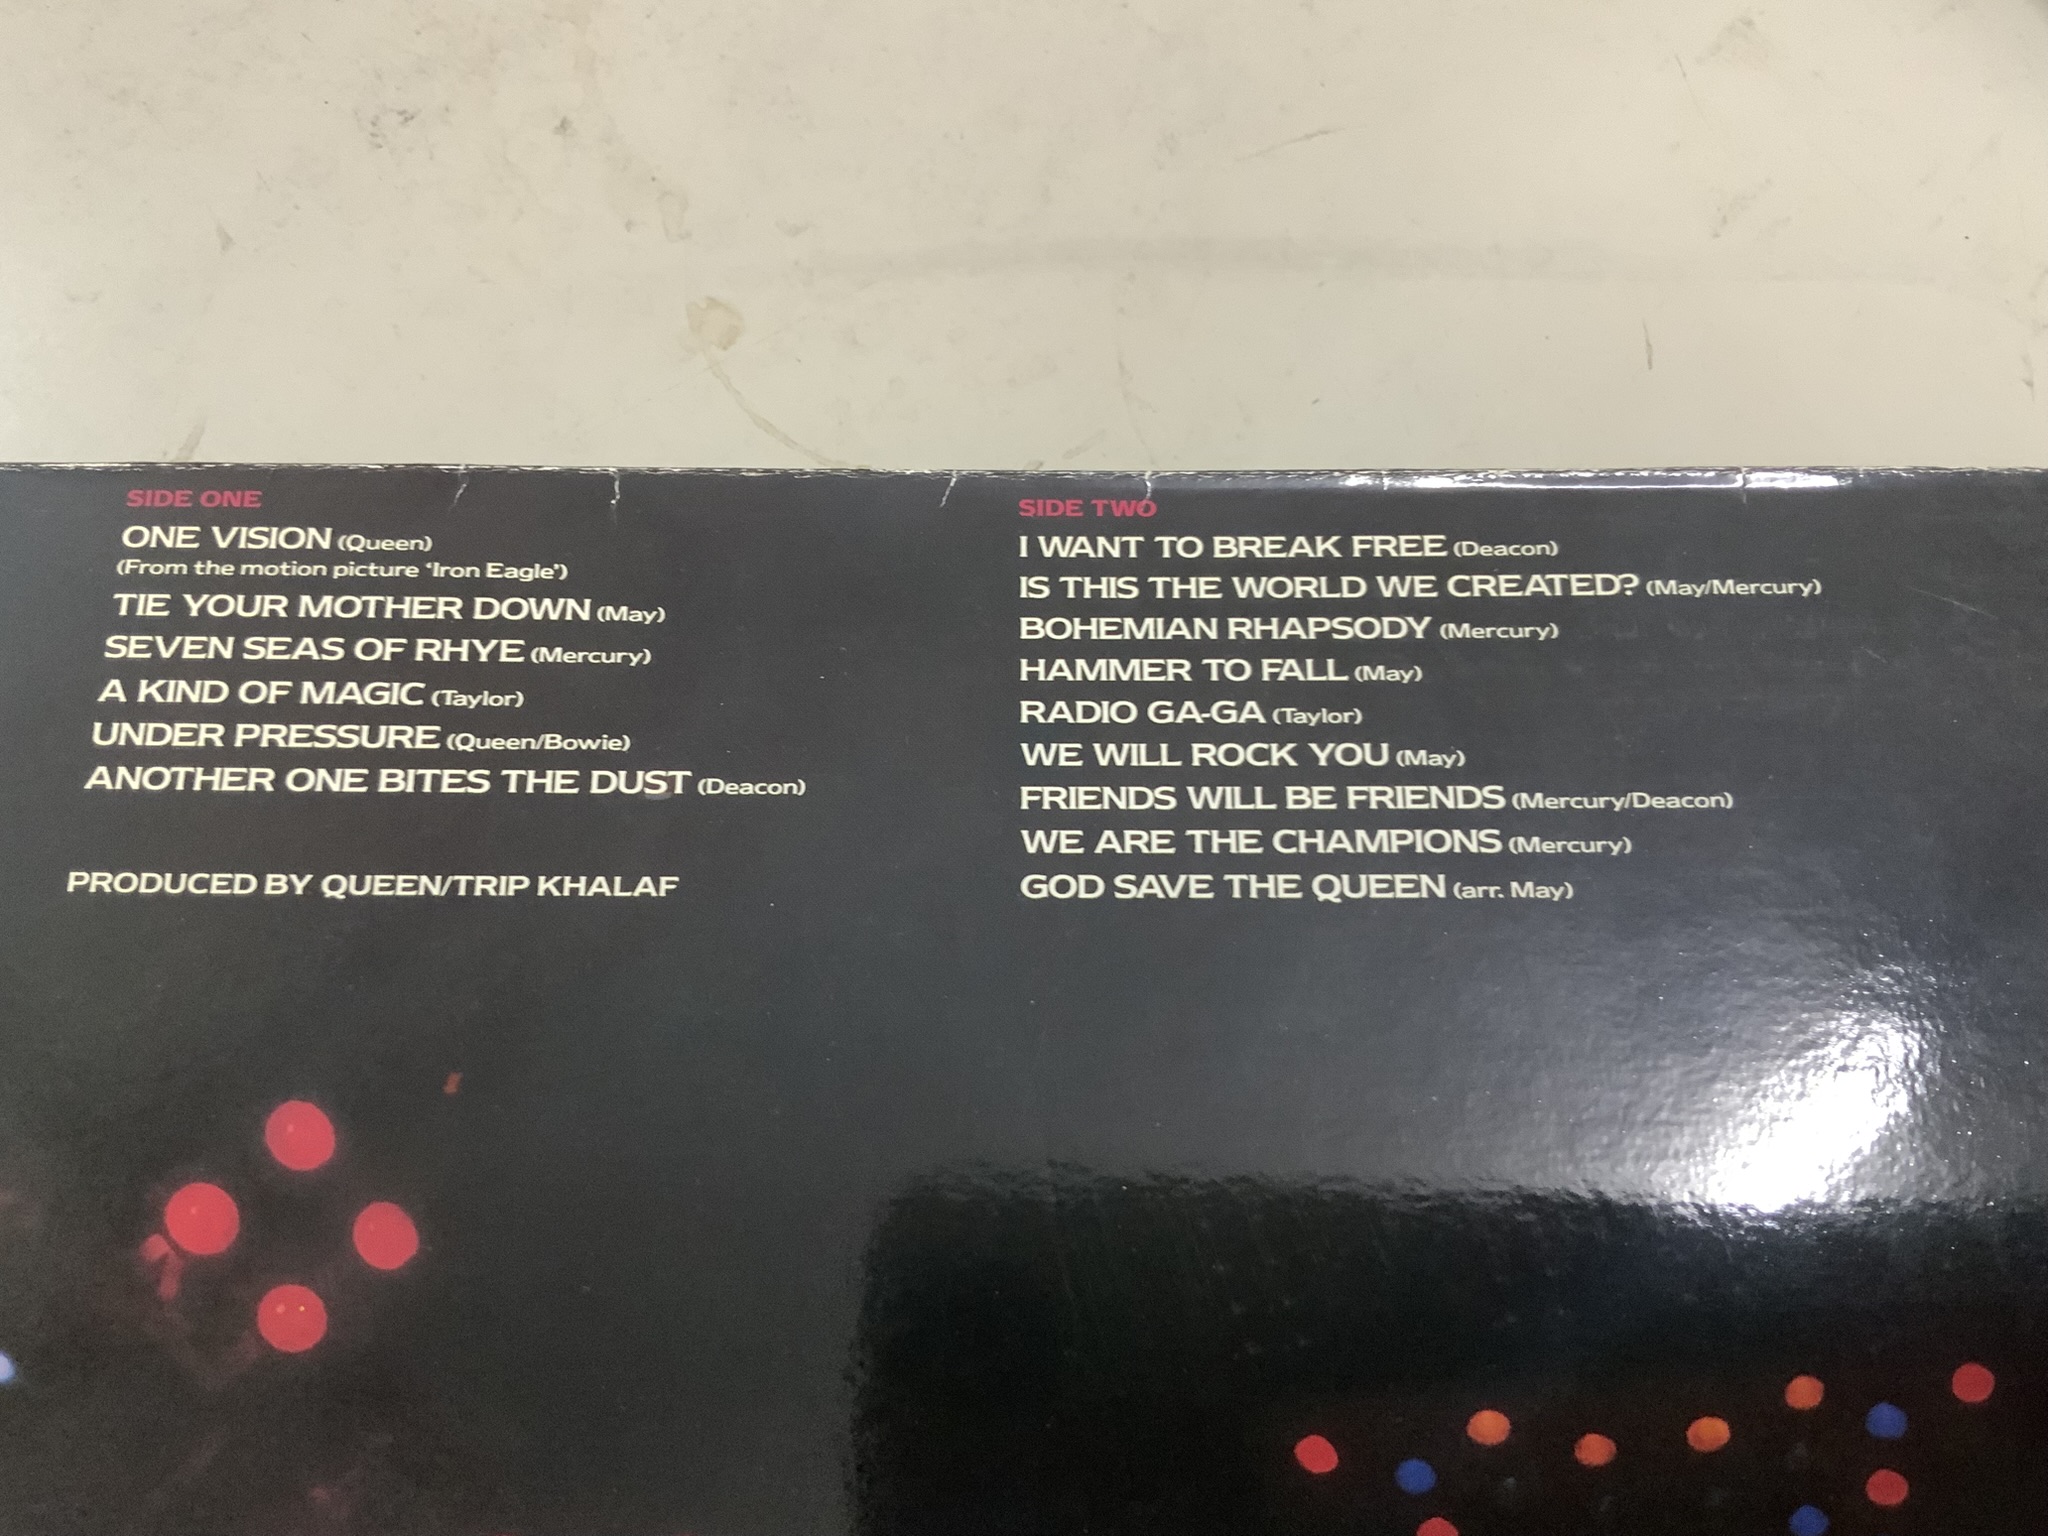 SIDE ONE
ONE VISION (Queen)
(From the motion picture ‘Iron Eagle’)
TIE YOUR MOTHER DOWN (May)
SEVEN SEAS OF RHYE (Mercury)
A KIND OF MAGIC (Taylor)
UNDER PRESSURE (Queen/Bowie)
ANOTHER ONE BITES THE DUST (Deacon)
PRODUCED BY QUEEN/TRIP KHALAF
SIDE TWO
I WANT TO BREAK FREE (Deacon)
IS THIS THE WORLD WE CREATED? (May/Mercury)
BOHEMIAN RHAPSODY (Mercury)
HAMMER TO FALL (May)
RADIO GA-GA (Taylor)
WE WILL ROCK YOU (May)
FRIENDS WILL BE FRIENDS (Mercury/Deacon)
WE ARE THE CHAMPIONS (Mercury)
GOD SAVE THE QUEEN (arr. May)